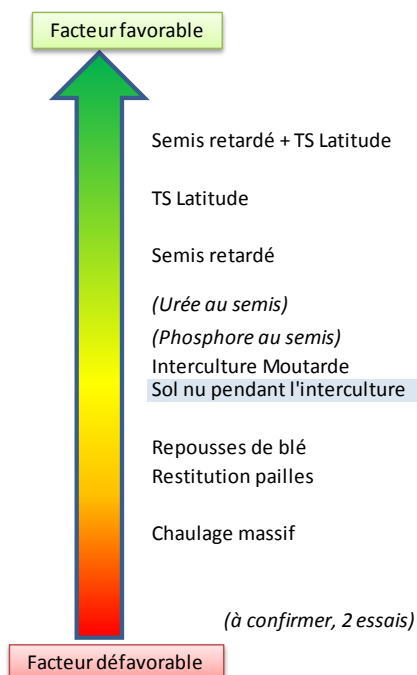 Facteur favorable
Semis retardé + TS Latitude
TS Latitude
Semis retardé
(Urée au semis)
(Phosphore au semis)
Interculture Moutarde
Sol nu pendant l'interculture
Repousses de blé
Restitution pailles
Chaulage massif
(à confirmer, 2 essais)
Facteur défavorable